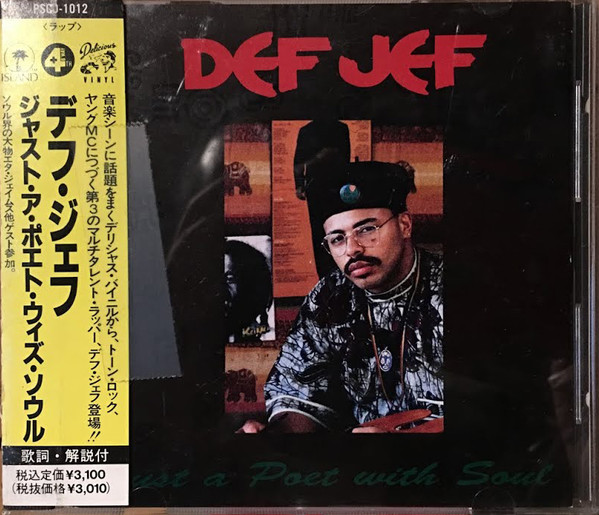 PSCD-1012
〈ラップ〉
ISLAND
4TH
Delicious
VINYL
音楽シーンに話題をまくデリシャス・バイニルから、トーン・ロック、
ヤングMCにつづく第3のマルチタレント・ラッパー、デフ・ジェフ登場!!
デフ・ジェフ
ジャスト・ア・ポエト・ウィズ・ソウル
ソウル界の大物エタ・ジェイムス他、ゲスト参加。
歌詞・解説付
税込定価¥3,100
(税抜価格¥3,010)
DEF JEF
Just a Poet with Soul